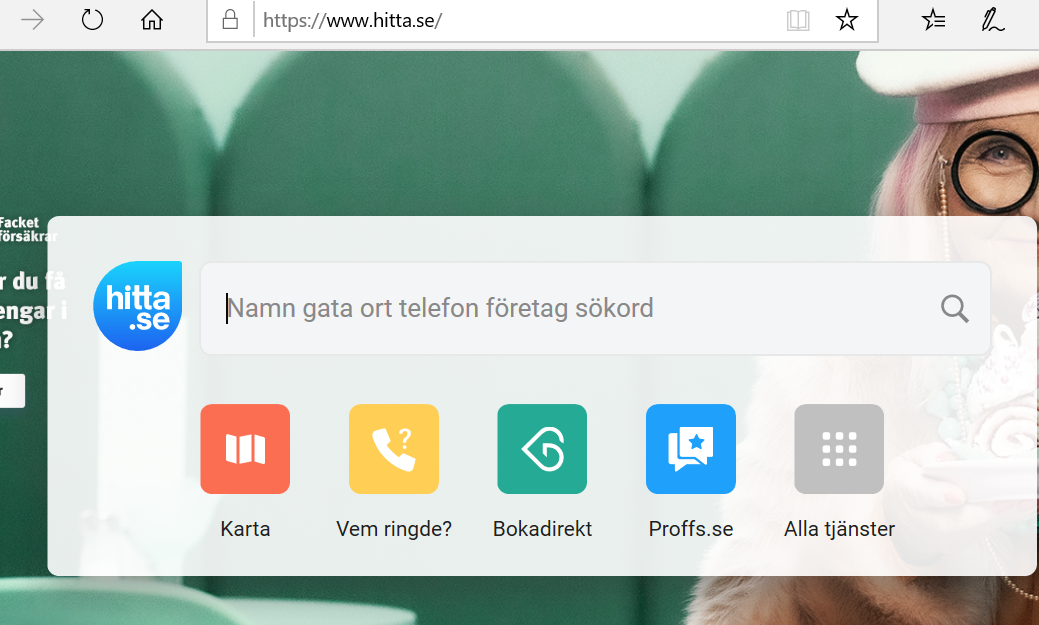 https://www.hitta.se/
Facket
försäkrar
r du få
engar i
?
r
hitta
.se
Namn gata ort telefon företag sökord
?
Karta
Vem ringde?
Bokadirekt
Proffs.se
Alla tjänster